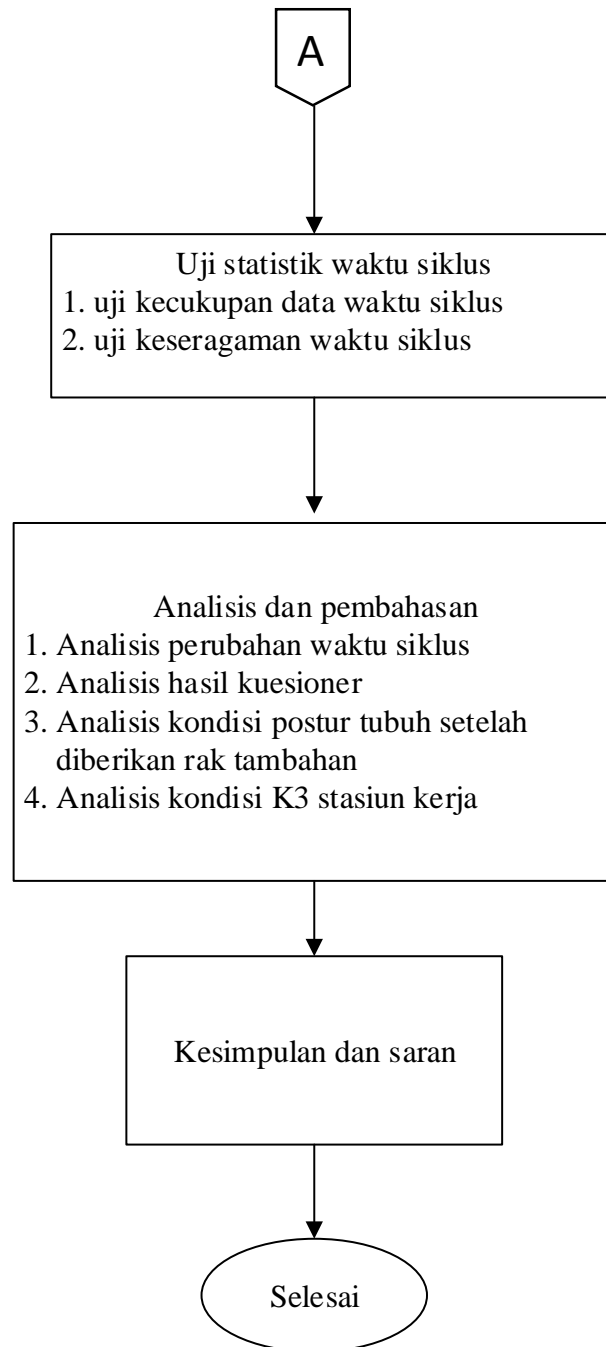 A
Uji statistik waktu siklus
1. uji kecukupan data waktu siklus
2. uji keseragaman waktu siklus
Analisis dan pembahasan
1. Analisis perubahan waktu siklus
2. Analisis hasil kuesioner
3. Analisis kondisi postur tubuh setelah
diberikan rak tambahan
4. Analisis kondisi K3 stasiun kerja
Kesimpulan dan saran
Selesai